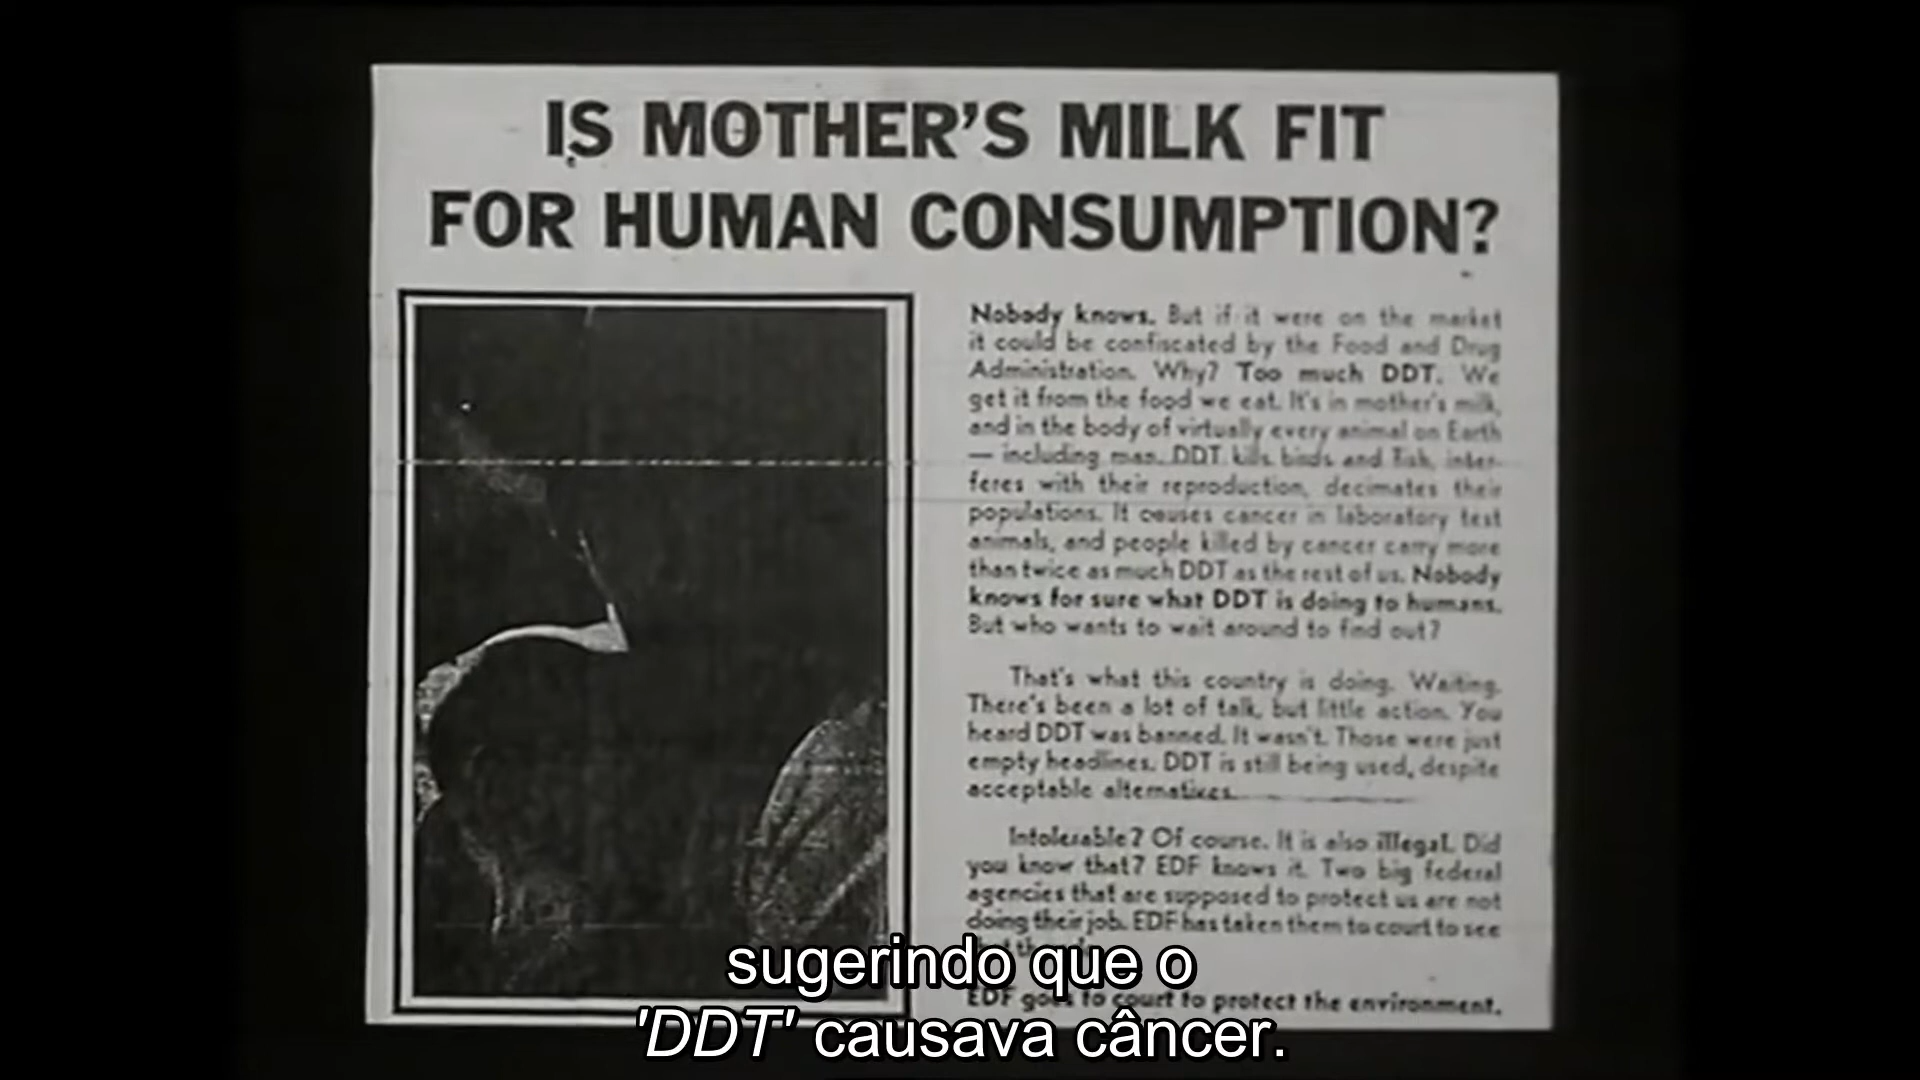 IS MOTHER'S MILK FIT
FOR HUMAN CONSUMPTION?
Nobody knows. But if it were on the market
it could be confiscated by the Food and Drug
Administration. Why? Too much DDT. We
get it from the food we eat. It's in mother's milk,
and in the body of virtually every animal on Earth
— including man. DDT kills birds and fish, inter-
feres with their reproduction, decimates their
populations. It causes cancer in laboratory test
animals, and people killed by cancer carry more
than twice as much DDT as the rest of us. Nobody
knows for sure what DDT is doing to humans.
But who wants to wait around to find out?
That's what this country is doing. Waiting.
There's been a lot of talk, but little action. You
heard DDT was banned. It wasn't. Those were just
empty headlines. DDT is still being used, despite
acceptable alternatives.
Intolerable? Of course. It is also illegal. Did
you know that? EDF knows it. Two big federal
agencies that are supposed to protect us are not
doing their job. EDF has taken them to court to see
EDF goes to court to protect the environment.
sugerindo que o
'DDT' causava câncer.